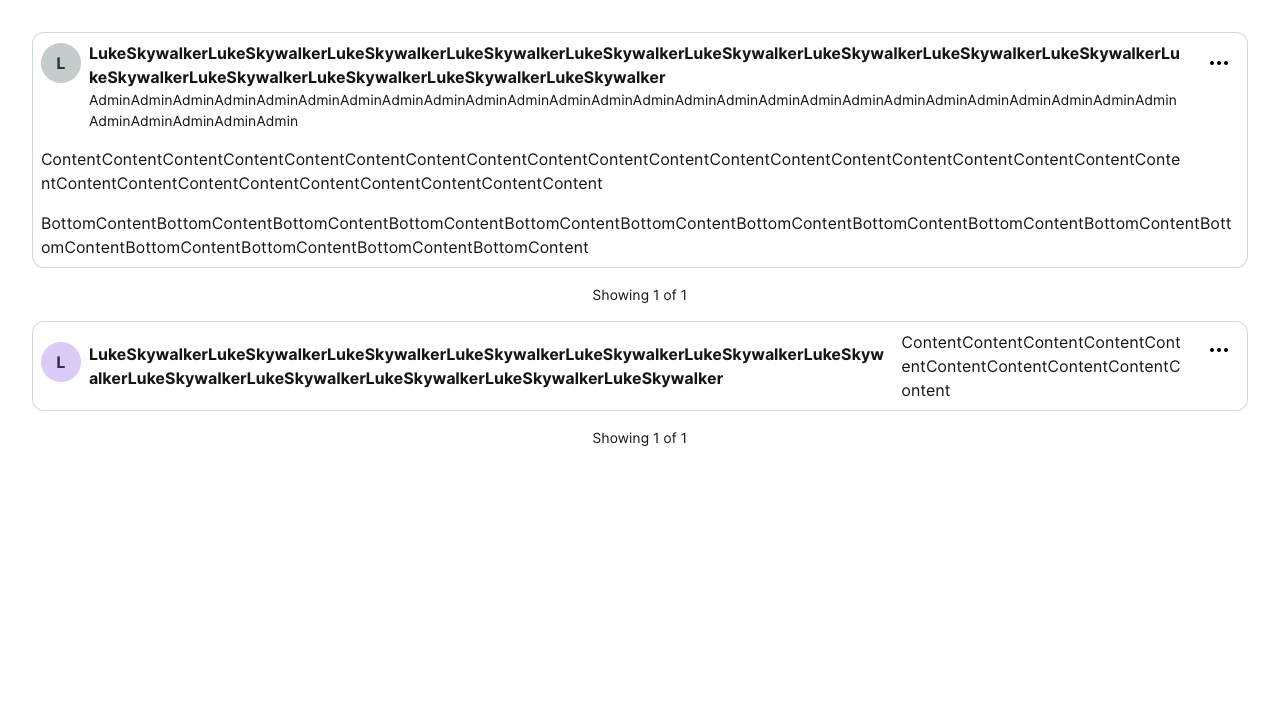 L
LukeSkywalkerLukeSkywalkerLukeSkywalkerLukeSkywalkerLukeSkywalkerLukeSkywalkerLukeSkywalkerLukeSkywalkerLukeSkywalkerLu
keSkywalkerLukeSkywalkerLukeSkywalkerLukeSkywalkerLukeSkywalker
AdminAdminAdminAdminAdminAdminAdminAdminAdminAdminAdminAdminAdminAdminAdminAdminAdminAdminAdminAdminAdminAdminAdminAdminAdminAdmin
AdminAdminAdminAdminAdmin
ContentContentContentContentContentContentContentContentContentContentContentContentContentContentContentContentContentContentConte
ntContentContentContentContentContentContentContentContentContent
BottomContentBottomContentBottomContentBottomContentBottomContentBottomContentBottomContentBottomContentBottomContentBottomContentBott
omContentBottomContentBottomContentBottomContentBottomContent
Showing 1 of 1
L
LukeSkywalkerLukeSkywalkerLukeSkywalkerLukeSkywalkerLukeSkywalkerLukeSkywalkerLukeSkyw
alkerLukeSkywalkerLukeSkywalkerLukeSkywalkerLukeSkywalkerLukeSkywalker
ContentContentContentContentCont
entContentContentContentContentC
ontent
Showing 1 of 1